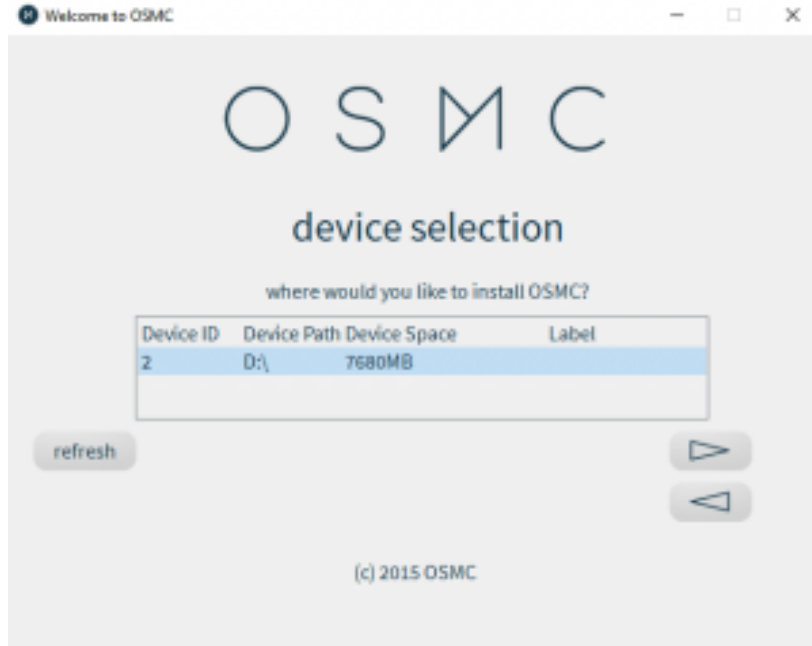 Welcome to OSMC
OSMC
device selection
where would you like to install OSMC?
Device ID Device Path Device Space Label
2 D:\ 7680MB
refresh
(c) 2015 OSMC